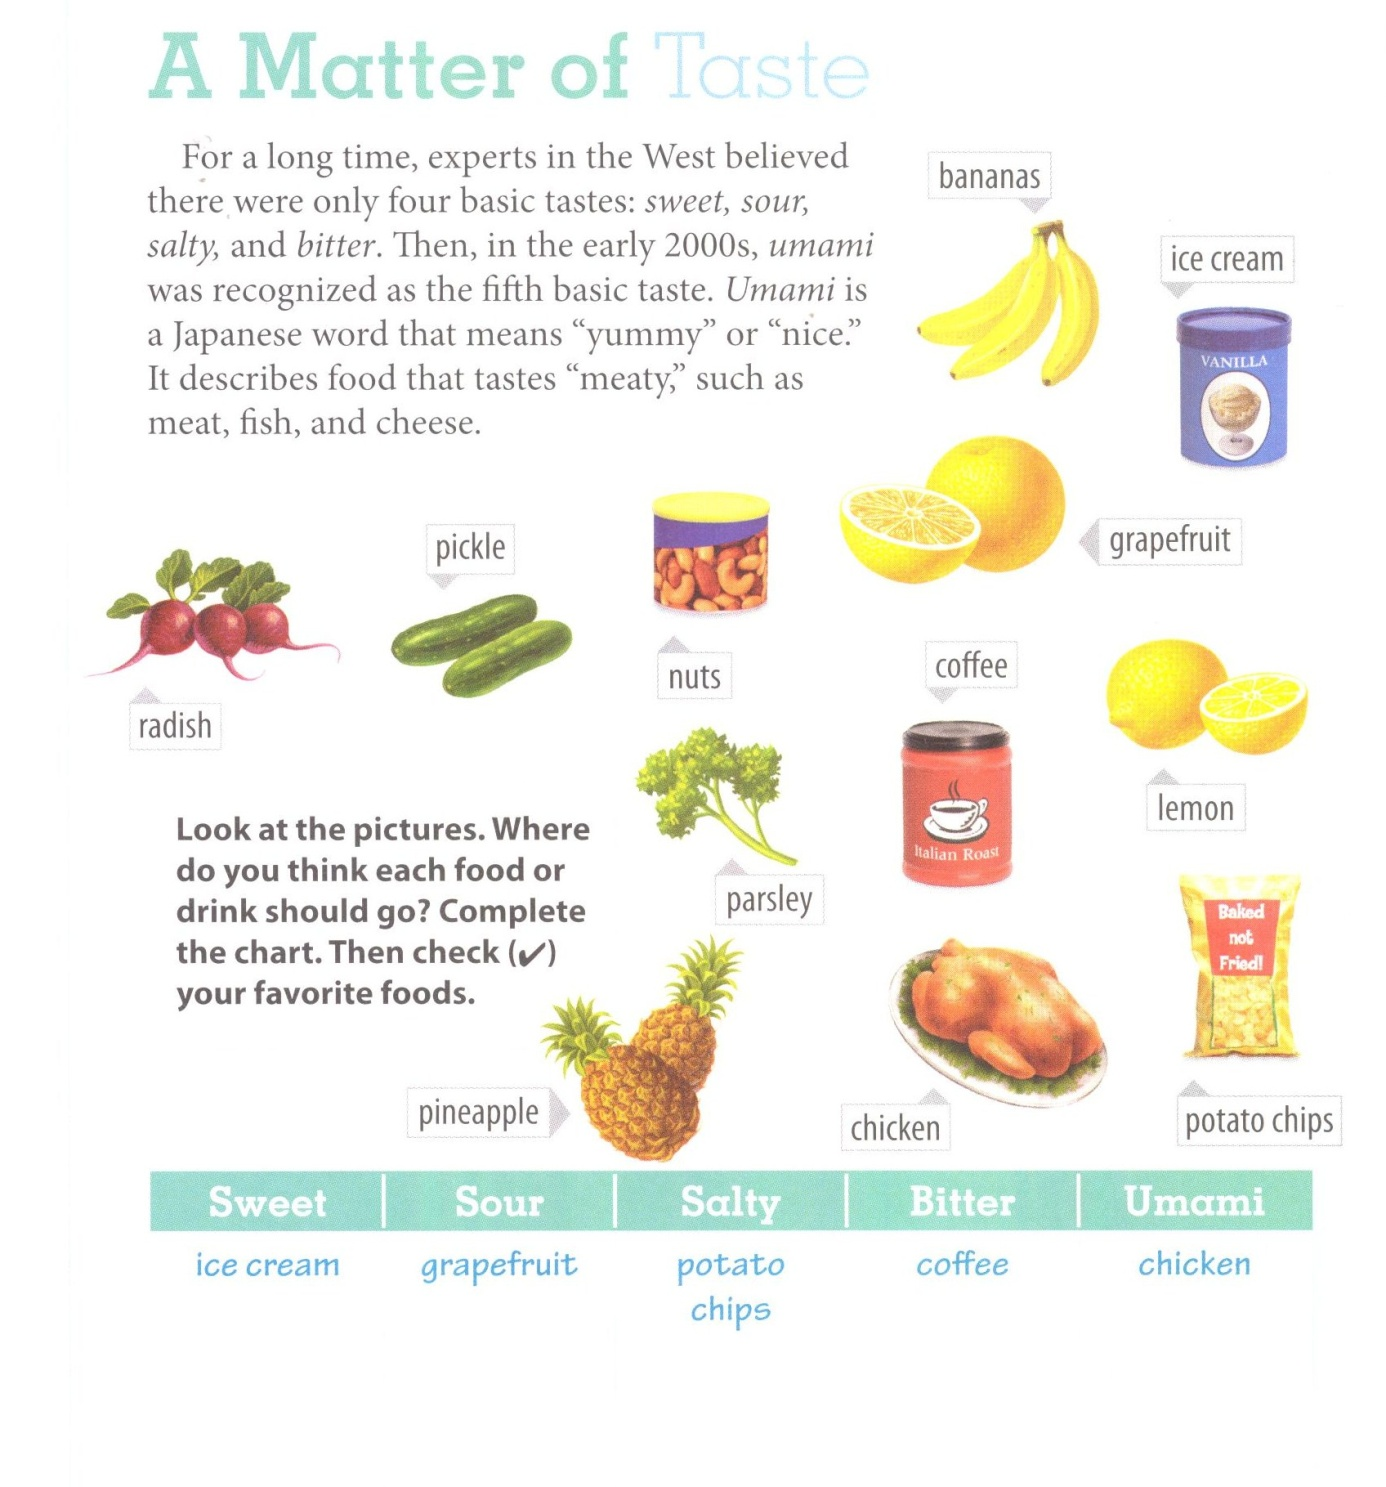 A Matter of Taste
For a long time, experts in the West believed
there were only four basic tastes: sweet, sour,
salty, and bitter. Then, in the early 2000s, umami
was recognized as the fifth basic taste. Umami is
a Japanese word that means “yummy” or “nice.”
It describes food that tastes “meaty,” such as
meat, fish, and cheese.
bananas
ice cream
VANILLA
grapefruit
pickle
nuts
radish
coffee
Italian Roast
lemon
parsley
Look at the pictures. Where
do you think each food or
drink should go? Complete
the chart. Then check (✔)
your favorite foods.
Baked
not
Fried!
pineapple
chicken
potato chips
Sweet Sour Salty Bitter Umami
ice cream grapefruit potato coffee chicken
chips